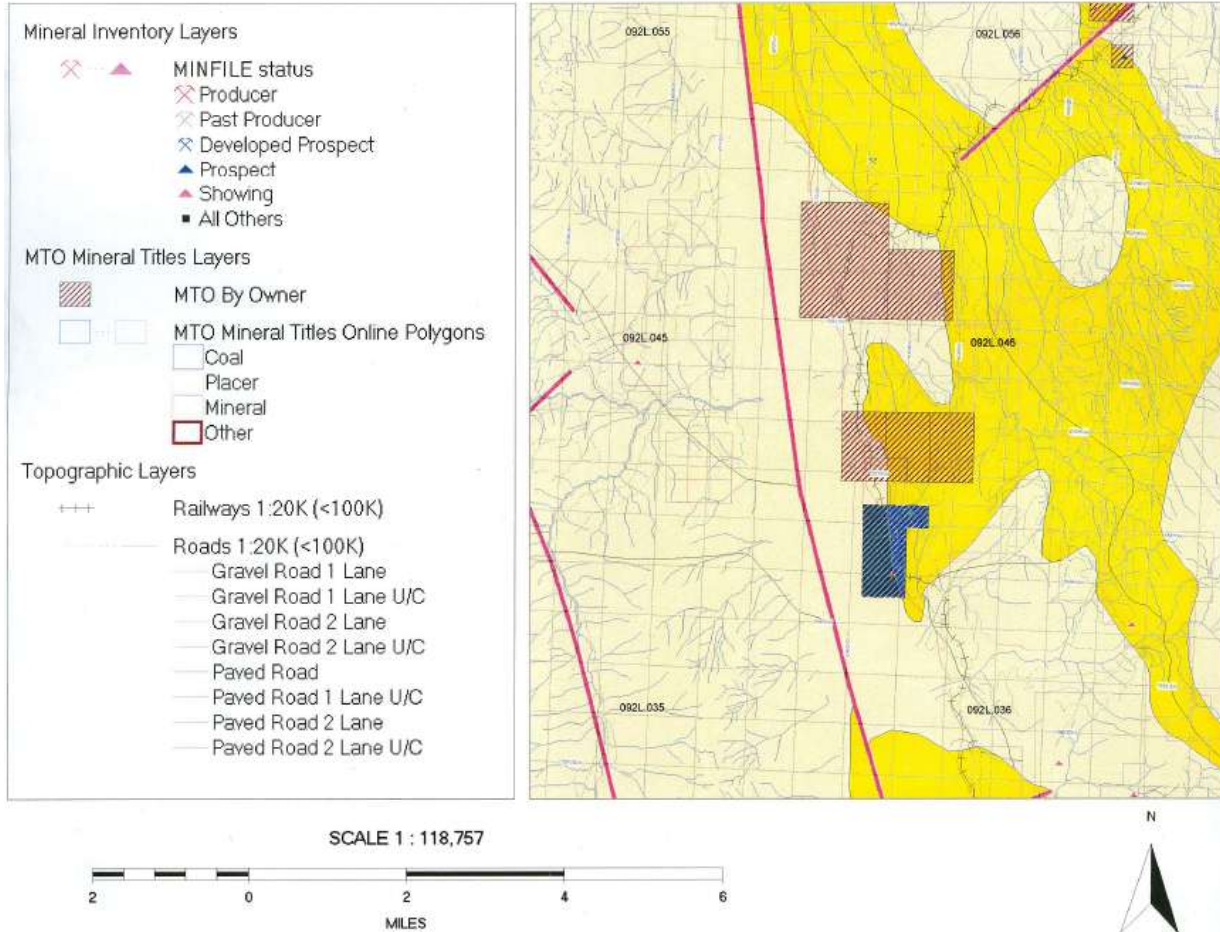 Mineral Inventory Layers
MINFILE status
Producer
Past Producer
Developed Prospect
Prospect
Showing
All Others
MTO Mineral Titles Layers
MTO By Owner
MTO Mineral Titles Online Polygons
Coal
Placer
Mineral
Other
Topographic Layers
Railways 1:20K (<100K)
Roads 1:20K (<100K)
Gravel Road 1 Lane
Gravel Road 1 Lane U/C
Gravel Road 2 Lane
Gravel Road 2 Lane U/C
Paved Road
Paved Road 1 Lane U/C
Paved Road 2 Lane
Paved Road 2 Lane U/C
092L.055
092L.056
092L.045
092L.046
092L.035
092L.036
SCALE 1 : 118,757
2 0 2 4 6
MILES
N